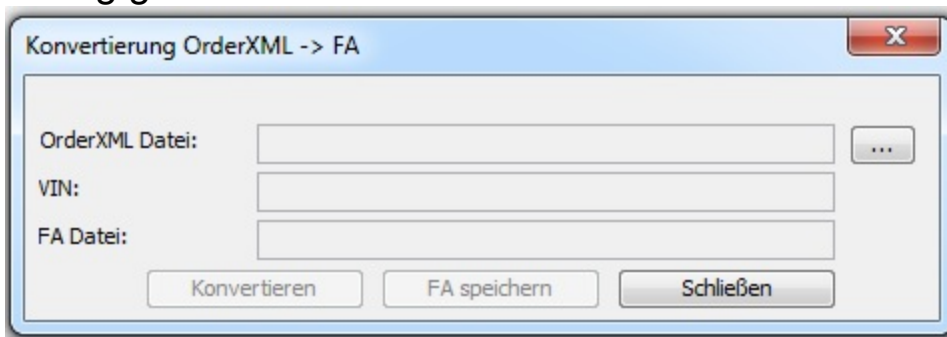 Konvertierung OrderXML -> FA
OrderXML Datei: ...
VIN:
FA Datei:
Konvertieren FA speichern Schließen